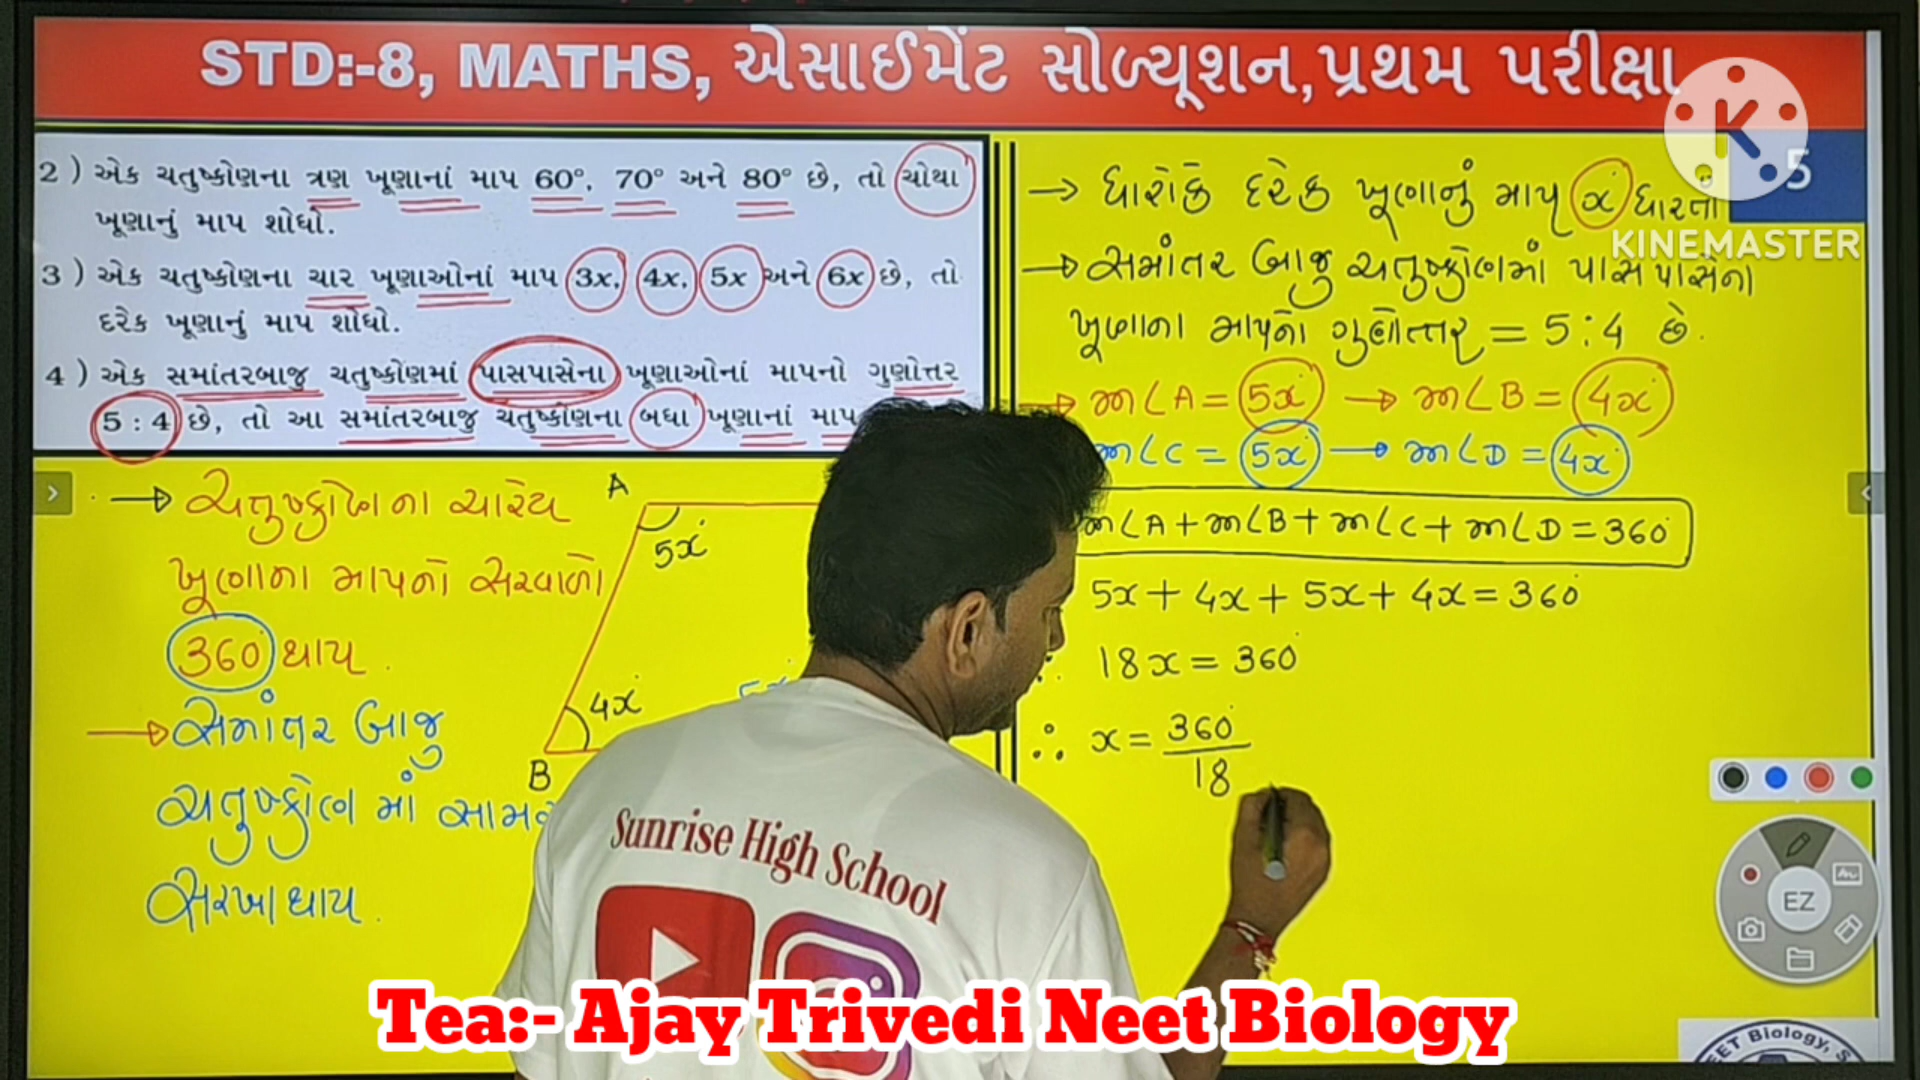 STD:-8, MATHS, એસાઈમેંટ સોળ્યૂશન,પ્રથમ પરીક્ષા
KINEMASTER
5
2 ) એક ચતુષ્કોણના ત્રણ ખૂણાનાં માપ 60°, 70° અને 80° છે, તો ચોથા
ખૂણાનું માપ શોધો.
3 ) એક ચતુષ્કોણના ચાર ખૂણાઓનાં માપ 3x, 4x, 5x અને 6x છે, તો
દરેક ખૂણાનું માપ શોધો.
4 ) એક સમાંતરબાજુ ચતુષ્કોણમાં પાસપાસેના ખૂણાઓનાં માપનો ગુણોત્તર
5 : 4 છે, તો આ સમાંતરબાજુ ચતુષ્કોણના બધા ખૂણાનાં માપ
→ ચતુષ્કોણના ચારેય
ખૂણાના માપનો સરવાળો
360° થાય.
→ સમાંતર બાજુ
ચતુષ્કોણ માં
સરખા થાય.
A
5x°
4x°
B
→ ધારોકે દરેક ખૂણાનું માપ x° ધારતા
→ સમાંતર બાજુ ચતુષ્કોણમાં પાસપાસેના
ખૂણાના માપનો ગુણોત્તર = 5:4 છે.
→ m∠A = 5x° → m∠B = 4x°
m∠C = 5x° → m∠D = 4x°
m∠A + m∠B + m∠C + m∠D = 360°
5x + 4x + 5x + 4x = 360°
∴ 18x = 360°
∴ x = 360°
18
EZ
Sunrise High School
Tea:- Ajay Trivedi Neet Biology